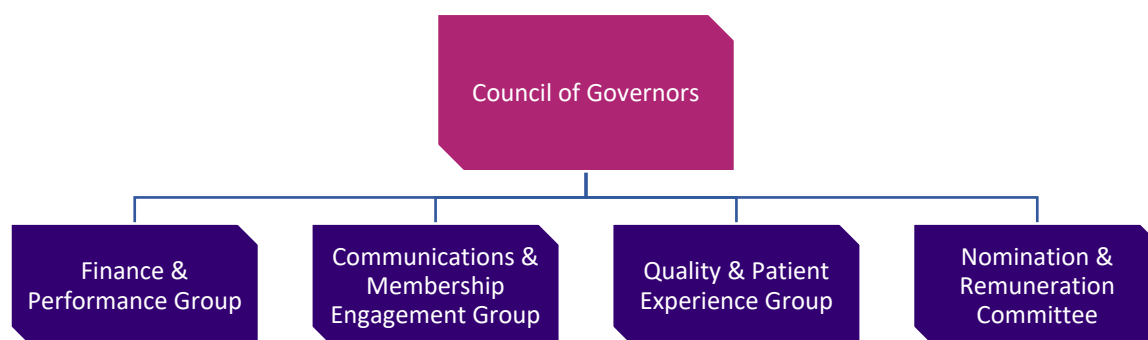 Council of Governors
Finance &
Performance Group
Communications &
Membership
Engagement Group
Quality & Patient
Experience Group
Nomination &
Remuneration
Committee